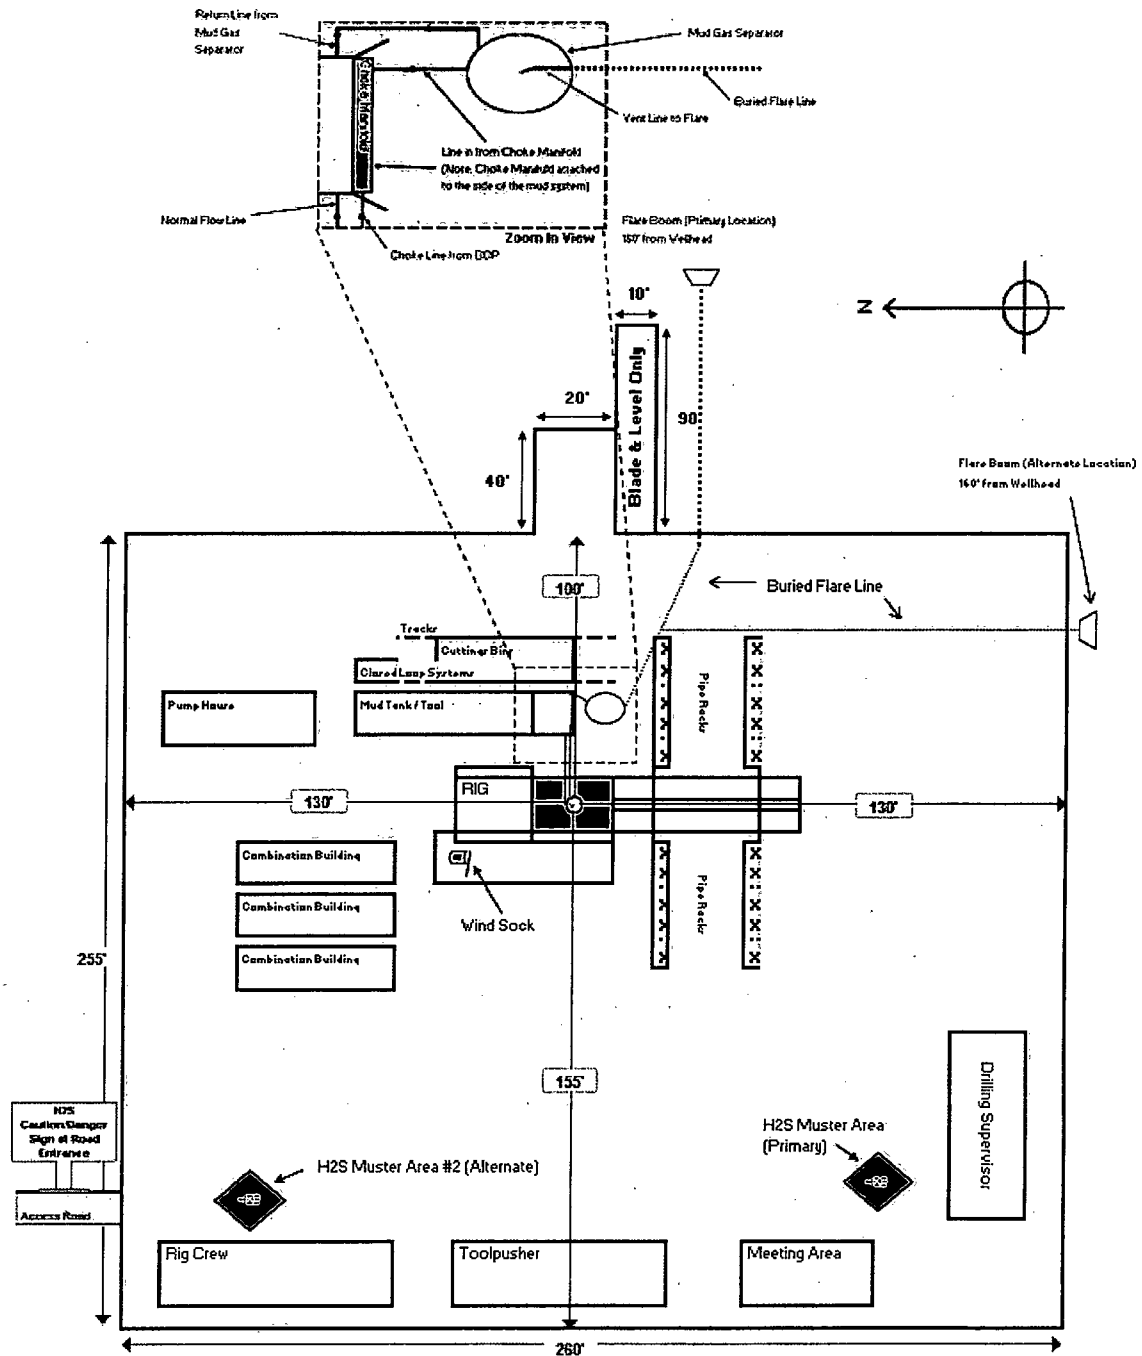 Return Line from
Mud Gas
Separator
Mud Gas Separator
Buried Flare Line
Vent Line to Flare
Choke Manifold
Line in from Choke Manifold
(Note: Choke Manifold attached
to the side of the mud system)
Normal Flow Line
Choke Line from BOP
Zoom In View
Flare Boom (Primary Location)
150' from Wellhead
N
10'
20'
40'
90'
Blade & Level Only
Flare Boom (Alternate Location)
160' from Wellhead
100'
Buried Flare Line
Tracks
Cutting Bins
Closed Loop Systems
Pump House
Mud Tank / Tool
Pipe Racks
RIG
130'
130'
Combination Building
Combination Building
Combination Building
Wind Sock
Pipe Racks
255'
155'
Drilling Supervisor
H2S
Caution/Danger
Sign at Road
Entrance
Access Road
H2S Muster Area #2 (Alternate)
H2S Muster Area
(Primary)
Rig Crew
Toolpusher
Meeting Area
260'